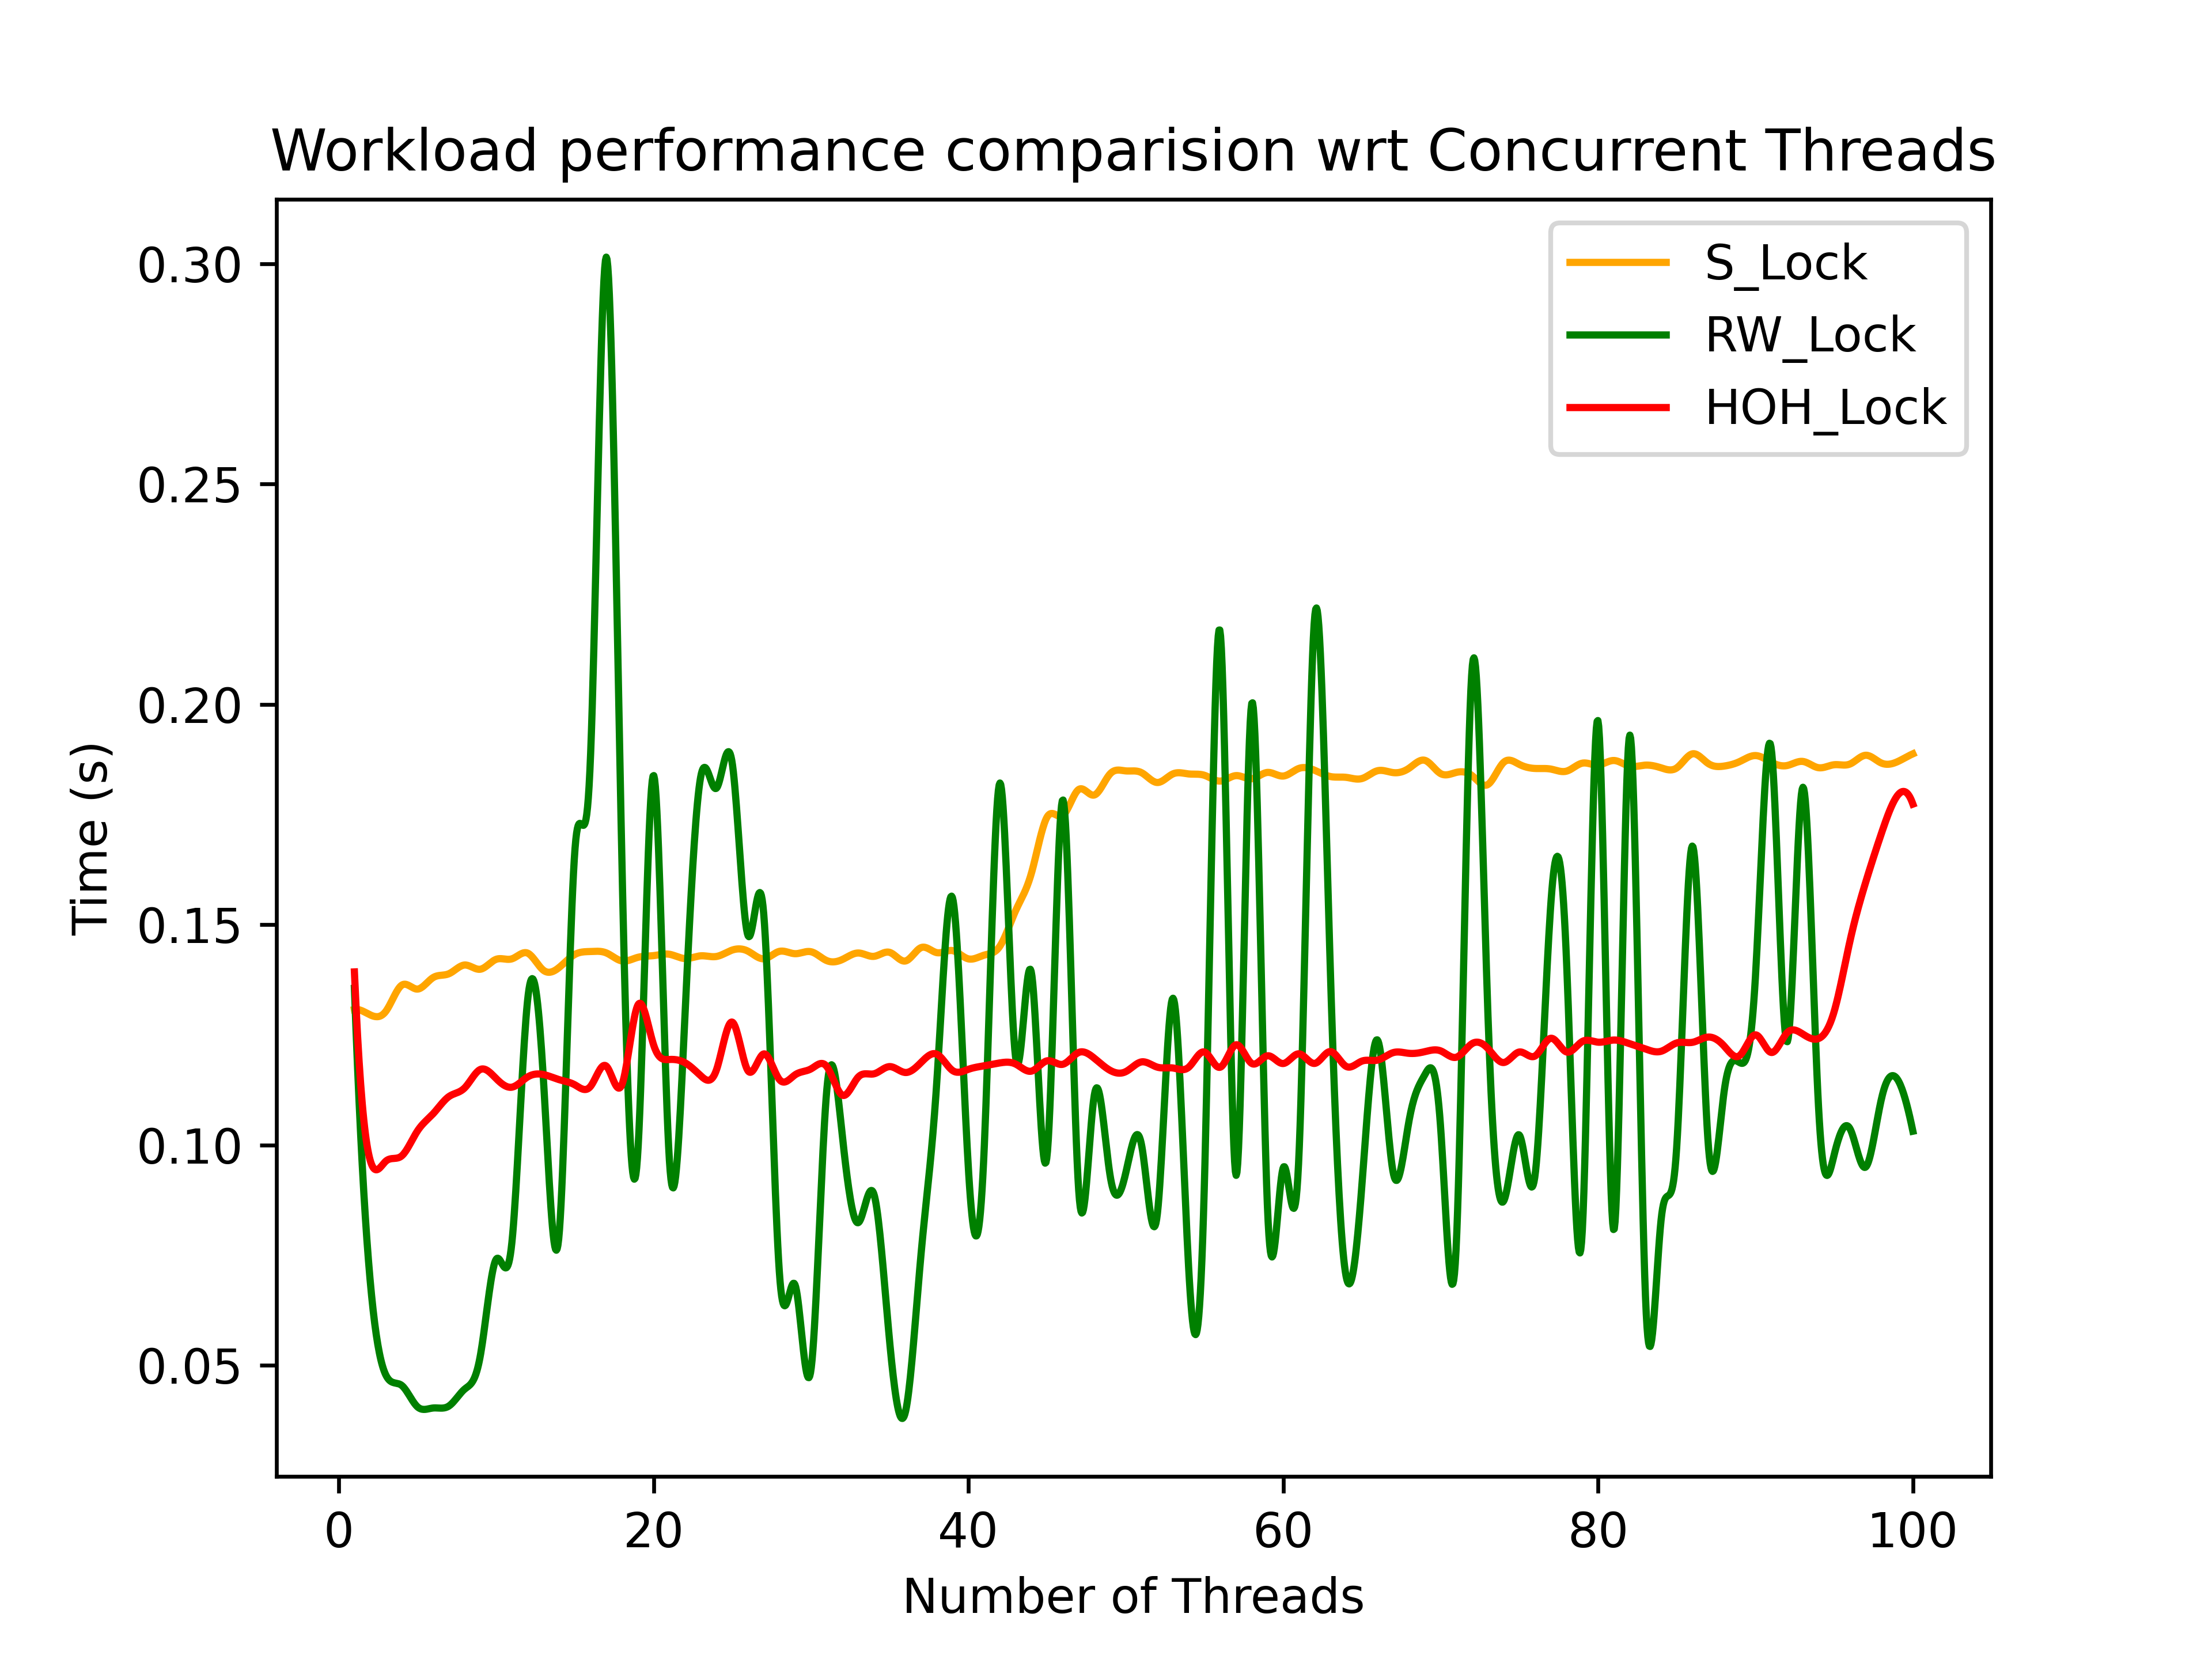 Workload performance comparision wrt Concurrent Threads
S_Lock
RW_Lock
HOH_Lock
0.30
0.25
0.20
0.15
0.10
0.05
Time (s)
0 20 40 60 80 100
Number of Threads